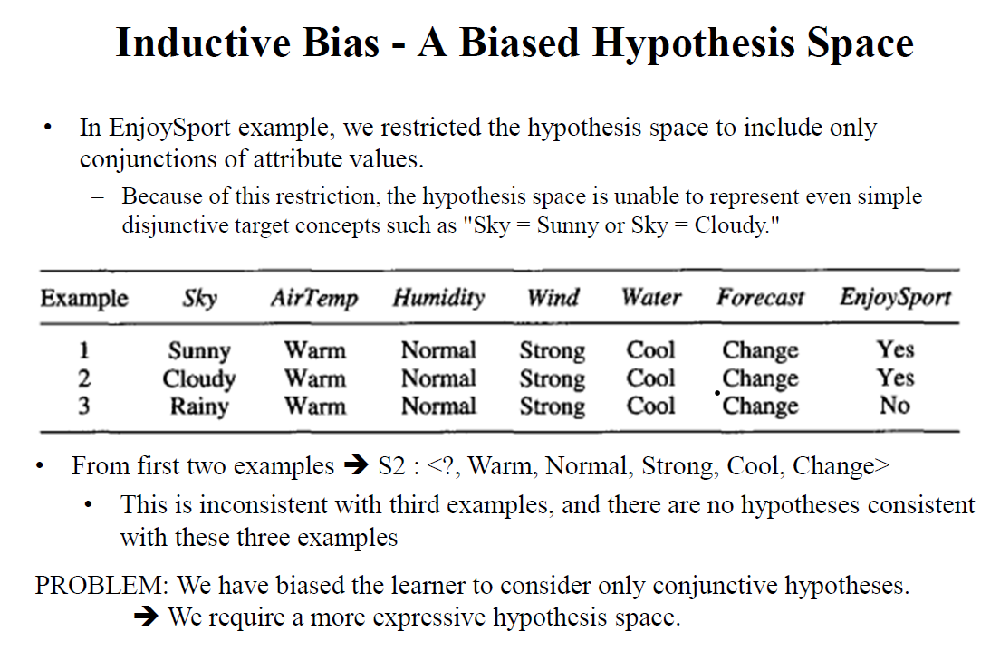 Inductive Bias - A Biased Hypothesis Space
• In EnjoySport example, we restricted the hypothesis space to include only
conjunctions of attribute values.
– Because of this restriction, the hypothesis space is unable to represent even simple
disjunctive target concepts such as "Sky = Sunny or Sky = Cloudy."
Example Sky AirTemp Humidity Wind Water Forecast EnjoySport
1 Sunny Warm Normal Strong Cool Change Yes
2 Cloudy Warm Normal Strong Cool Change Yes
3 Rainy Warm Normal Strong Cool Change No
• From first two examples ➔ S2 : <?, Warm, Normal, Strong, Cool, Change>
• This is inconsistent with third examples, and there are no hypotheses consistent
with these three examples
PROBLEM: We have biased the learner to consider only conjunctive hypotheses.
➔ We require a more expressive hypothesis space.